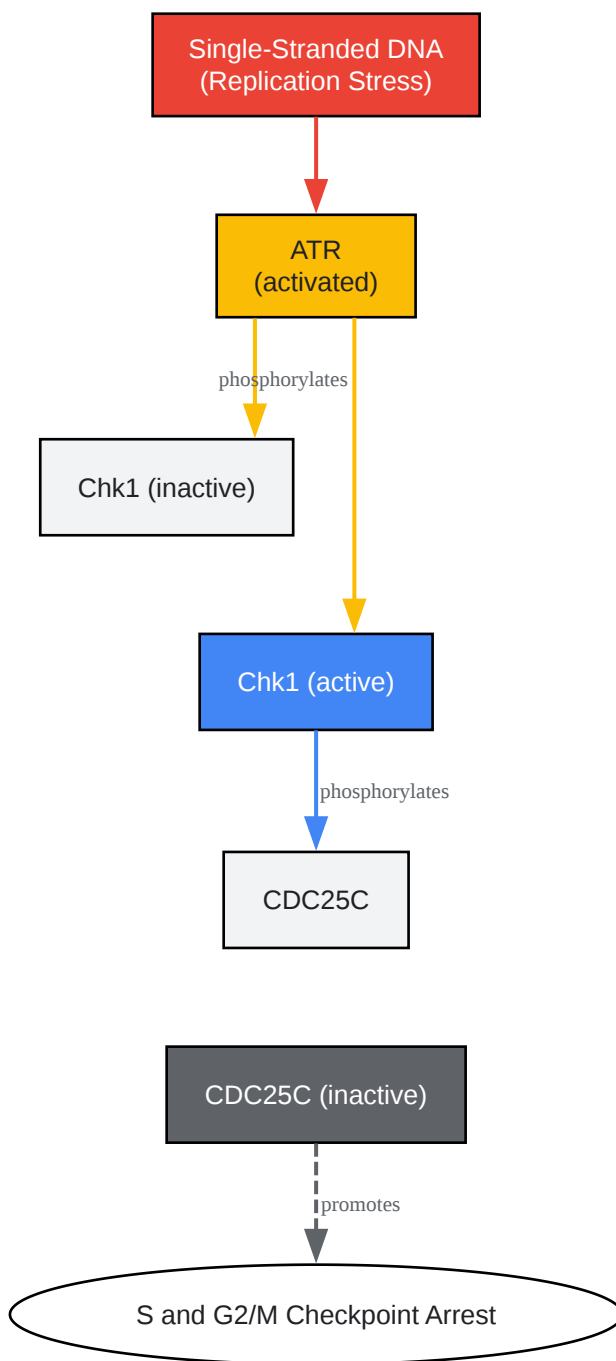 Single-Stranded DNA
(Replication Stress)
ATR
(activated)
phosphorylates
Chk1 (inactive)
Chk1 (active)
phosphorylates
CDC25C
CDC25C (inactive)
promotes
S and G2/M Checkpoint Arrest